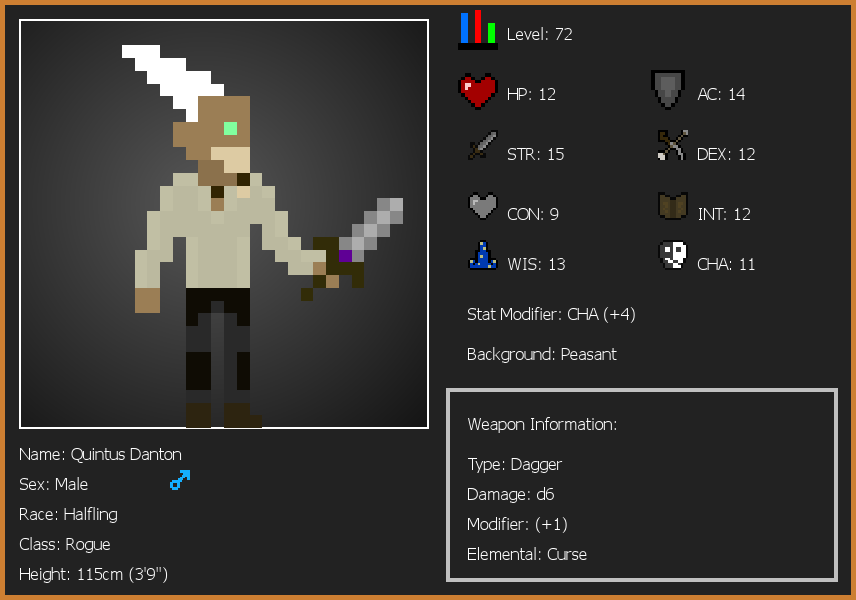 Level: 72
HP: 12
AC: 14
STR: 15
DEX: 12
CON: 9
INT: 12
WIS: 13
CHA: 11
Stat Modifier: CHA (+4)
Background: Peasant
Weapon Information:
Type: Dagger
Damage: d6
Modifier: (+1)
Elemental: Curse
Name: Quintus Danton
Sex: Male
Race: Halfling
Class: Rogue
Height: 115cm (3'9")